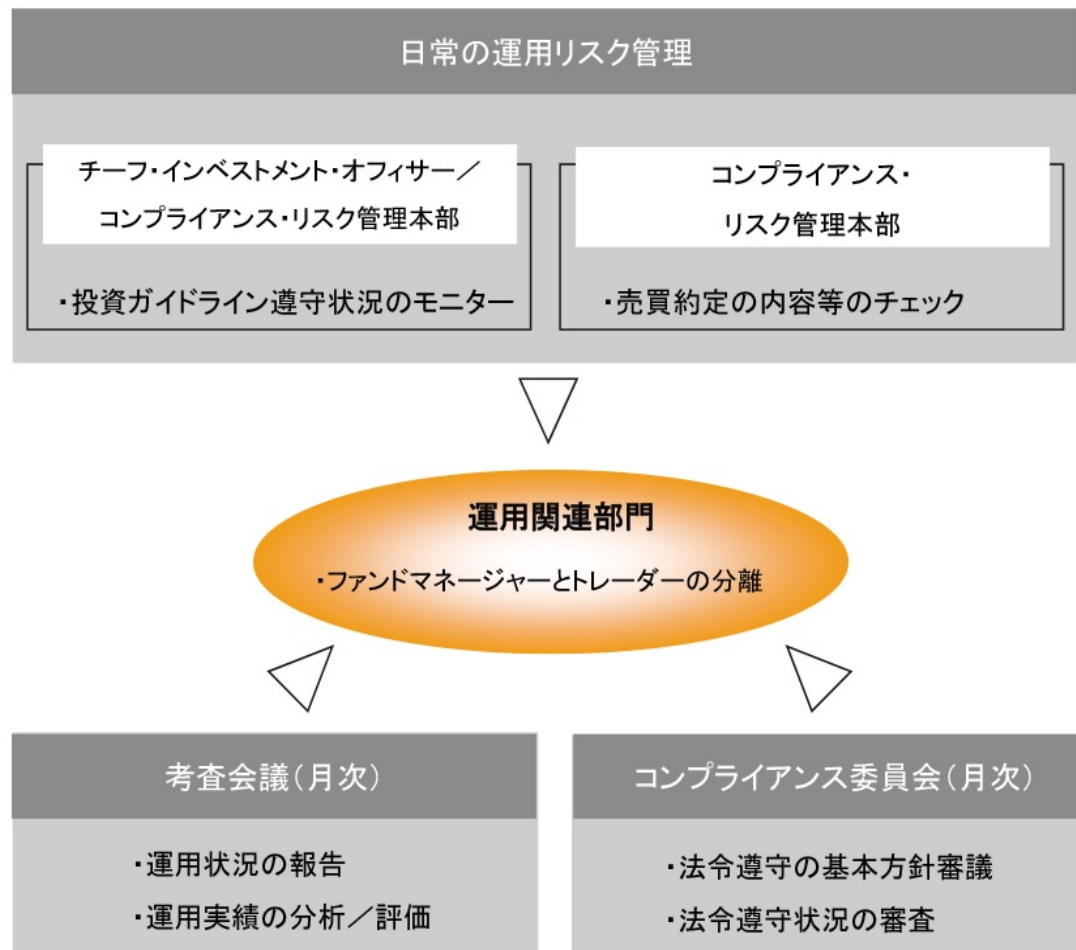 日常の運用リスク管理
チーフ・インベストメント・オフィサー／
コンプライアンス・リスク管理本部
・投資ガイドライン遵守状況のモニター
コンプライアンス・
リスク管理本部
・売買約定の内容等のチェック
運用関連部門
・ファンドマネージャーとトレーダーの分離
考査会議（月次）
・運用状況の報告
・運用実績の分析／評価
コンプライアンス委員会（月次）
・法令遵守の基本方針審議
・法令遵守状況の審査